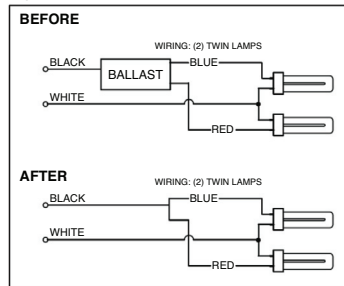 BEFORE
WIRING: (2) TWIN LAMPS
BLACK
BALLAST
BLUE
WHITE
RED
AFTER
WIRING: (2) TWIN LAMPS
BLACK
BLUE
WHITE
RED